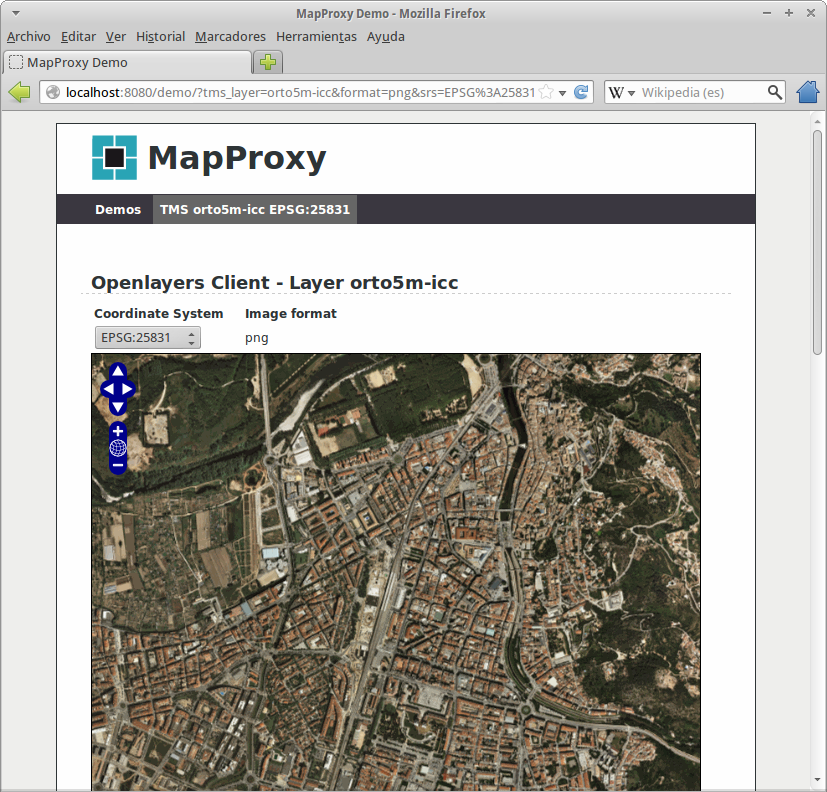 MapProxy Demo - Mozilla Firefox
Archivo Editar Ver Historial Marcadores Herramientas Ayuda
MapProxy Demo
localhost:8080/demo/?tms_layer=orto5m-icc&format=png&srs=EPSG%3A25831
W Wikipedia (es)
MapProxy
Demos TMS orto5m-icc EPSG:25831
Openlayers Client - Layer orto5m-icc
Coordinate System Image format
EPSG:25831 png